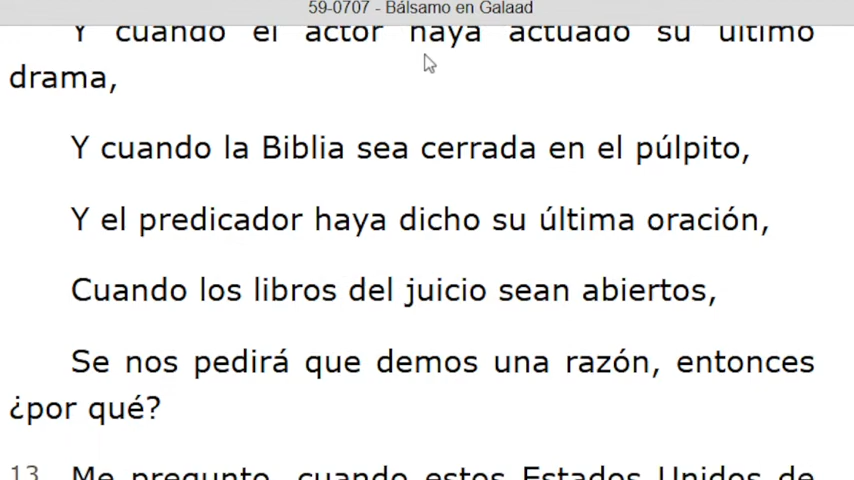 59-0707 - Bálsamo en Galaad
Y cuando el actor haya actuado su último
drama,
Y cuando la Biblia sea cerrada en el púlpito,
Y el predicador haya dicho su última oración,
Cuando los libros del juicio sean abiertos,
Se nos pedirá que demos una razón, entonces
¿por qué?
13 Me pregunto, cuando estos Estados Unidos de